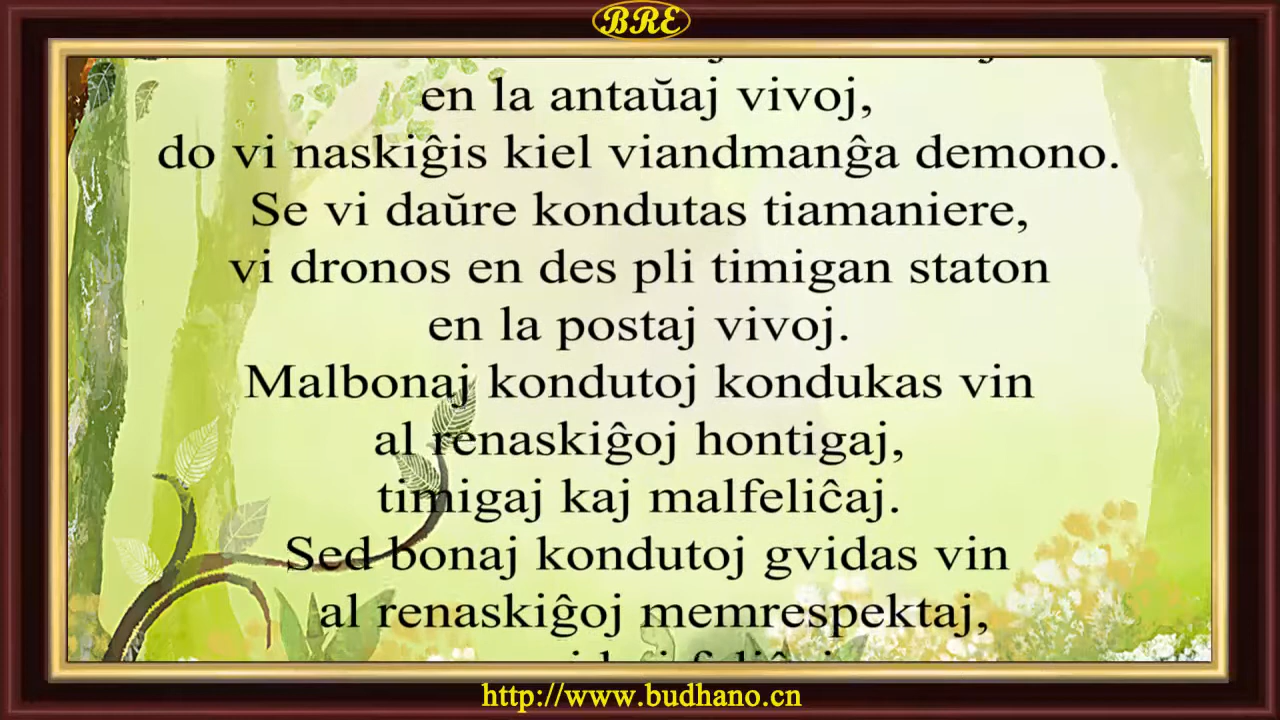 BRE
en la antaŭaj vivoj,
do vi naskiĝis kiel viandmanĝa demono.
Se vi daŭre kondutas tiamaniere,
vi dronos en des pli timigan staton
en la postaj vivoj.
Malbonaj kondutoj kondukas vin
al renaskiĝoj hontigaj,
timigaj kaj malfeliĉaj.
Sed bonaj kondutoj gvidas vin
al renaskiĝoj memrespektaj,
http://www.budhano.cn